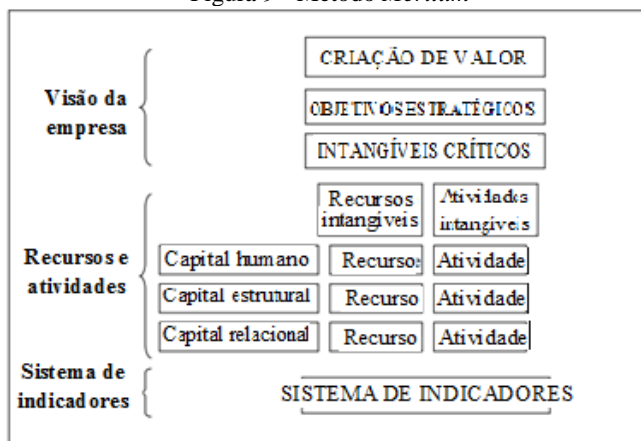 Figura 9 - Método Meritum
CRIAÇÃO DE VALOR
Visão da
empresa
OBJETIVOS ESTRATÉGICOS
INTANGÍVEIS CRÍTICOS
Recursos
intangíveis
Atividades
intangíveis
Recursos e
atividades
Capital humano
Recurso
Atividade
Capital estrutural
Recurso
Atividade
Capital relacional
Recurso
Atividade
Sistema de
indicadores
SISTEMA DE INDICADORES